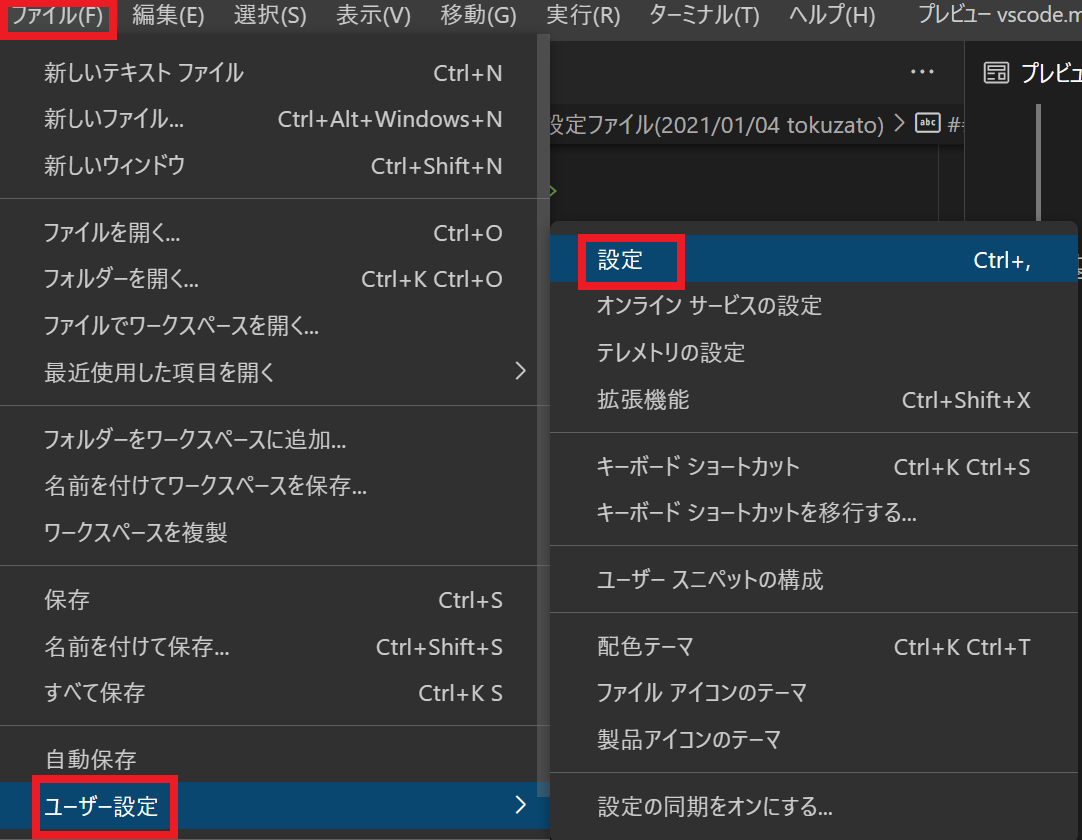 ファイル(F) 編集(E) 選択(S) 表示(V) 移動(G) 実行(R) ターミナル(T) ヘルプ(H) プレビュー vscode.m
プレビュ
設定ファイル(2021/01/04 tokuzato) > abc
新しいテキスト ファイル Ctrl+N
新しいファイル... Ctrl+Alt+Windows+N
新しいウィンドウ Ctrl+Shift+N
ファイルを開く... Ctrl+O
フォルダーを開く... Ctrl+K Ctrl+O
ファイルでワークスペースを開く...
最近使用した項目を開く
フォルダーをワークスペースに追加...
名前を付けてワークスペースを保存...
ワークスペースを複製
保存 Ctrl+S
名前を付けて保存... Ctrl+Shift+S
すべて保存 Ctrl+K S
自動保存
ユーザー設定
設定 Ctrl+,
オンライン サービスの設定
テレメトリの設定
拡張機能 Ctrl+Shift+X
キーボード ショートカット Ctrl+K Ctrl+S
キーボード ショートカットを移行する...
ユーザー スニペットの構成
配色テーマ Ctrl+K Ctrl+T
ファイル アイコンのテーマ
製品アイコンのテーマ
設定の同期をオンにする...